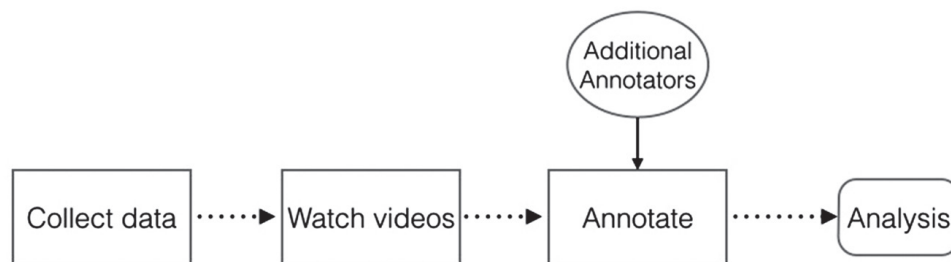 Additional
Annotators
Collect data
Watch videos
Annotate
Analysis